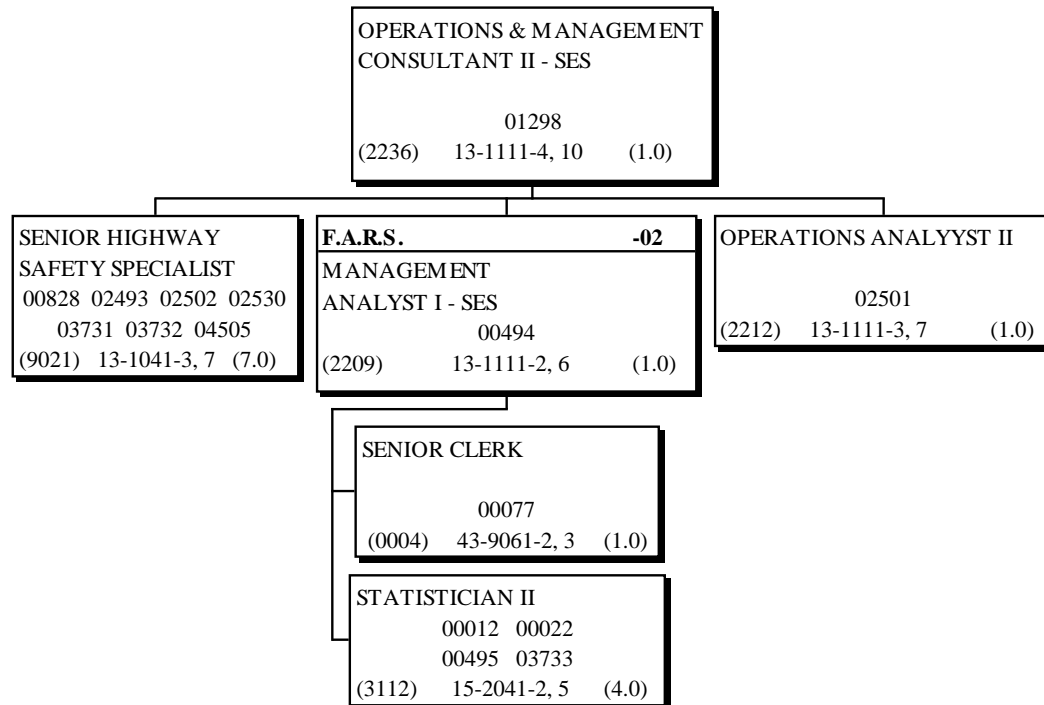 OPERATIONS & MANAGEMENT
CONSULTANT II - SES
01298
(2236) 13-1111-4, 10 (1.0)
SENIOR HIGHWAY
SAFETY SPECIALIST
00828 02493 02502 02530
03731 03732 04505
(9021) 13-1041-3, 7 (7.0)
F.A.R.S. -02
MANAGEMENT
ANALYST I - SES
00494
(2209) 13-1111-2, 6 (1.0)
OPERATIONS ANALYYST II
02501
(2212) 13-1111-3, 7 (1.0)
SENIOR CLERK
00077
(0004) 43-9061-2, 3 (1.0)
STATISTICIAN II
00012 00022
00495 03733
(3112) 15-2041-2, 5 (4.0)